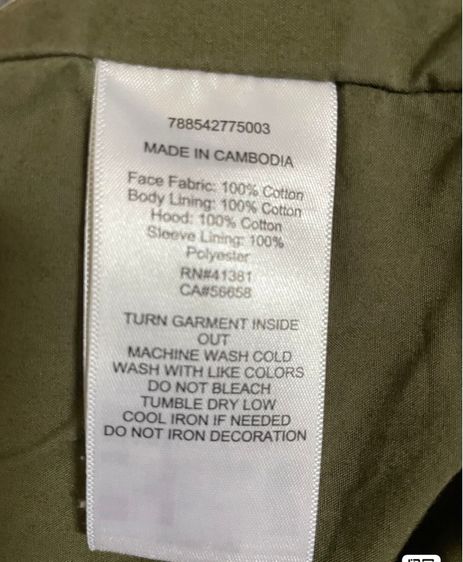 788542775003
MADE IN CAMBODIA
Face Fabric: 100% Cotton
Body Lining: 100% Cotton
Hood: 100% Cotton
Sleeve Lining: 100%
Polyester
RN#41381
CA#56658
TURN GARMENT INSIDE
OUT
MACHINE WASH COLD
WASH WITH LIKE COLORS
DO NOT BLEACH
TUMBLE DRY LOW
COOL IRON IF NEEDED
DO NOT IRON DECORATION